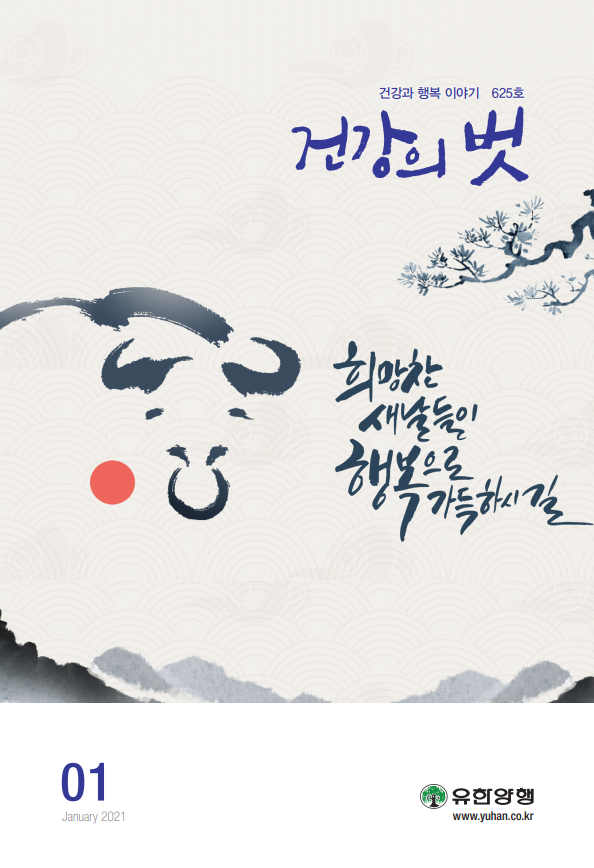 건강과 행복 이야기 625호
건강의 벗
희망찬
새날들이
행복으로
가득하시길
01
January 2021
유한양행
www.yuhan.co.kr